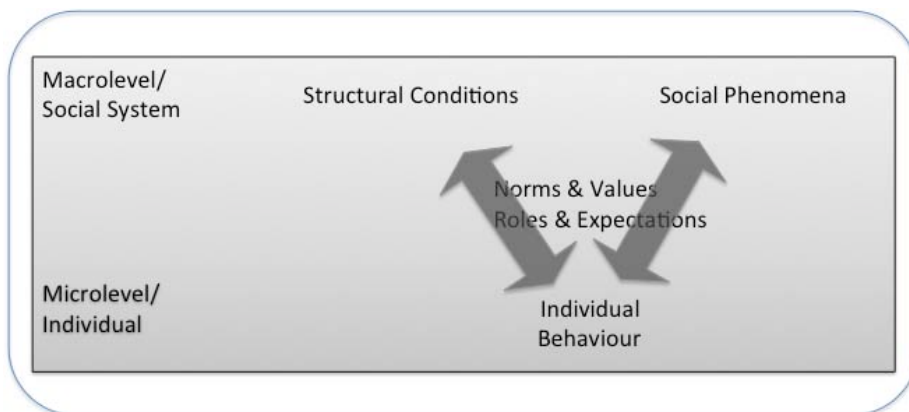 Macrolevel/
Social System
Structural Conditions
Social Phenomena
Norms & Values
Roles & Expectations
Microlevel/
Individual
Individual
Behaviour